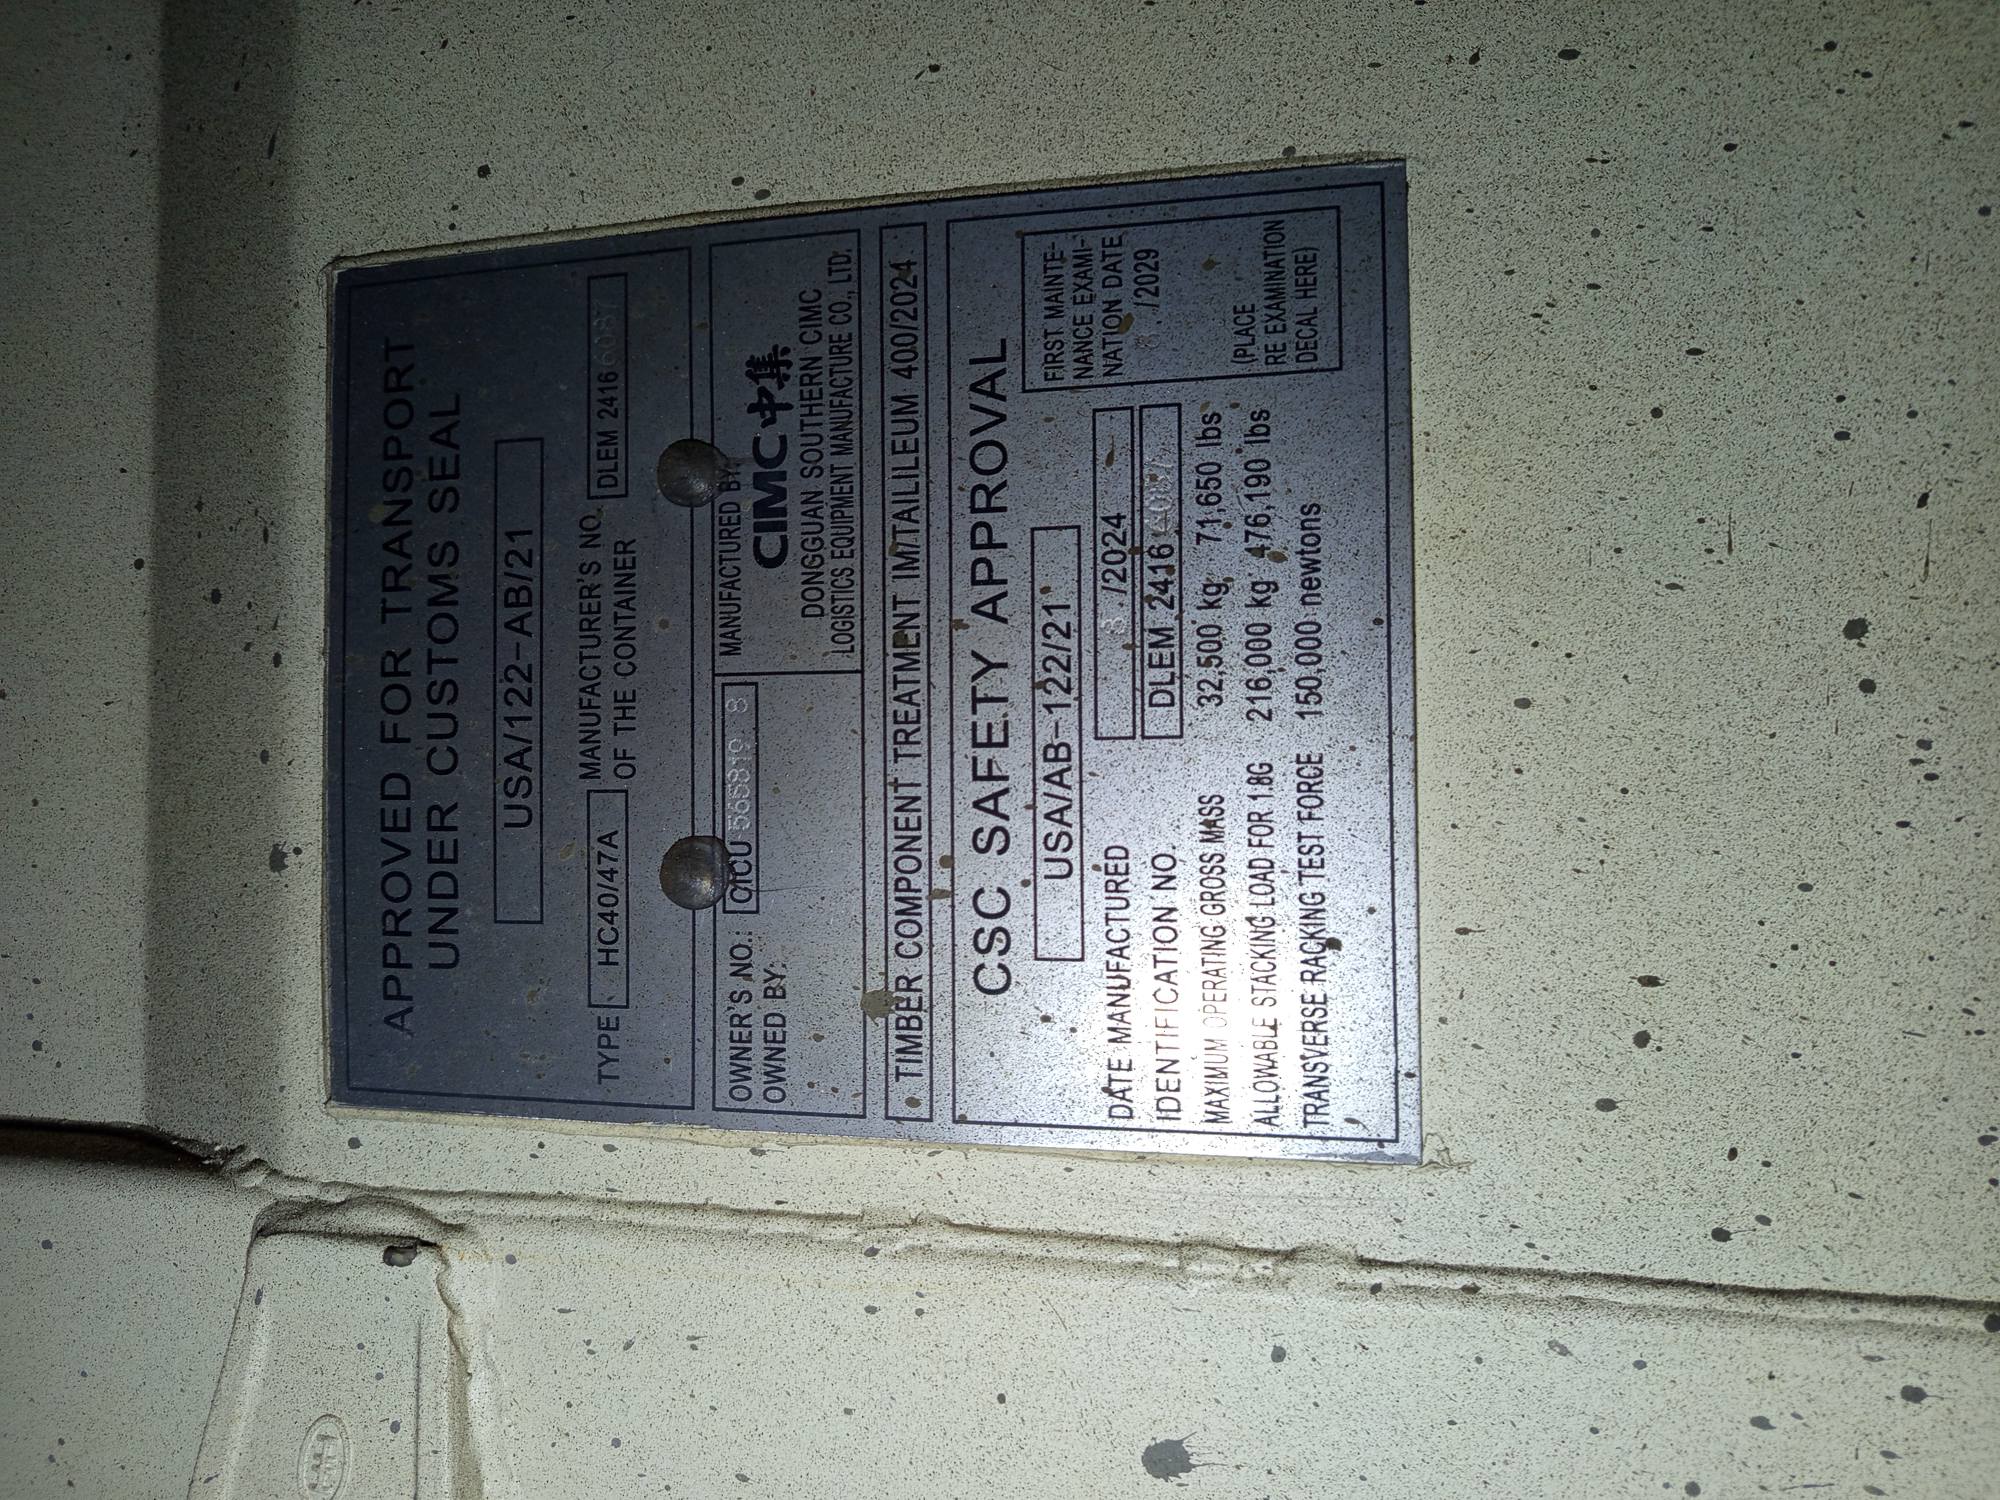 APPROVED FOR TRANSPORT
UNDER CUSTOMS SEAL
USA/122-AB/21
TYPE HC40/47A MANUFACTURER'S NO. DLEM 2416 6087
OF THE CONTAINER
OWNER'S NO.: 8
OWNED BY:
MANUFACTURED BY:
CIMC 中集
DONGGUAN SOUTHERN CIMC
LOGISTICS EQUIPMENT MANUFACTURE CO., LTD.
TIMBER COMPONENT TREATMENT IM/TAILILEUM 400/2024
CSC SAFETY APPROVAL
USA/AB-122/21
DATE MANUFACTURED 8 /2024
IDENTIFICATION NO. DLEM 2416 6087
MAXIMUM OPERATING GROSS MASS 32,500 kg 71,650 lbs
ALLOWABLE STACKING LOAD FOR 1.8G 216,000 kg 476,190 lbs
TRANSVERSE RACKING TEST FORCE 150,000 newtons
FIRST MAINTE-
NANCE EXAMI-
NATION DATE
8 /2029
(PLACE
RE EXAMINATION
DECAL HERE)